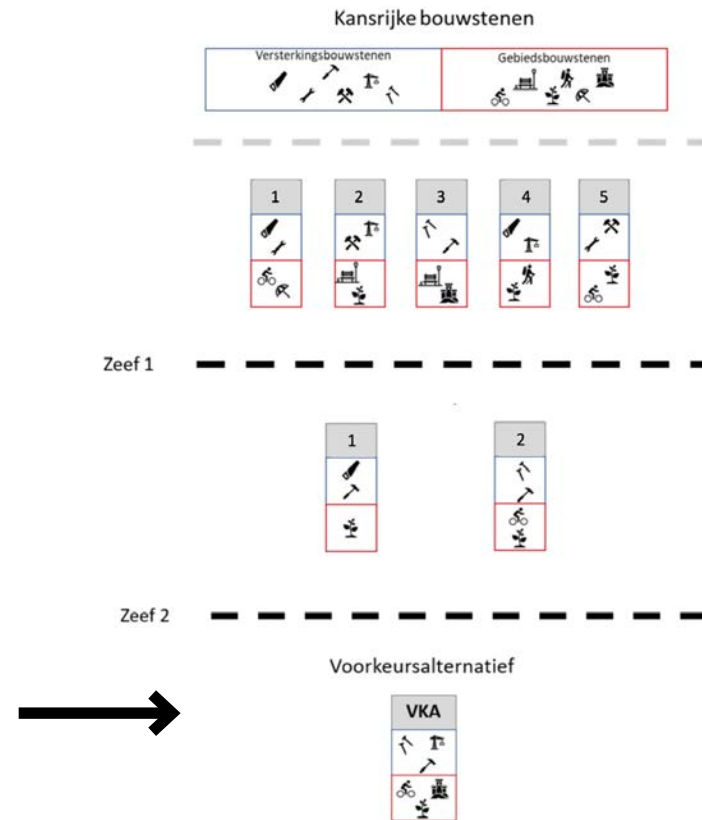 Kansrijke bouwstenen
Versterkingsbouwstenen
Gebiedsbouwstenen
1 2 3 4 5
Zeef 1
1 2
Zeef 2
Voorkeursalternatief
VKA